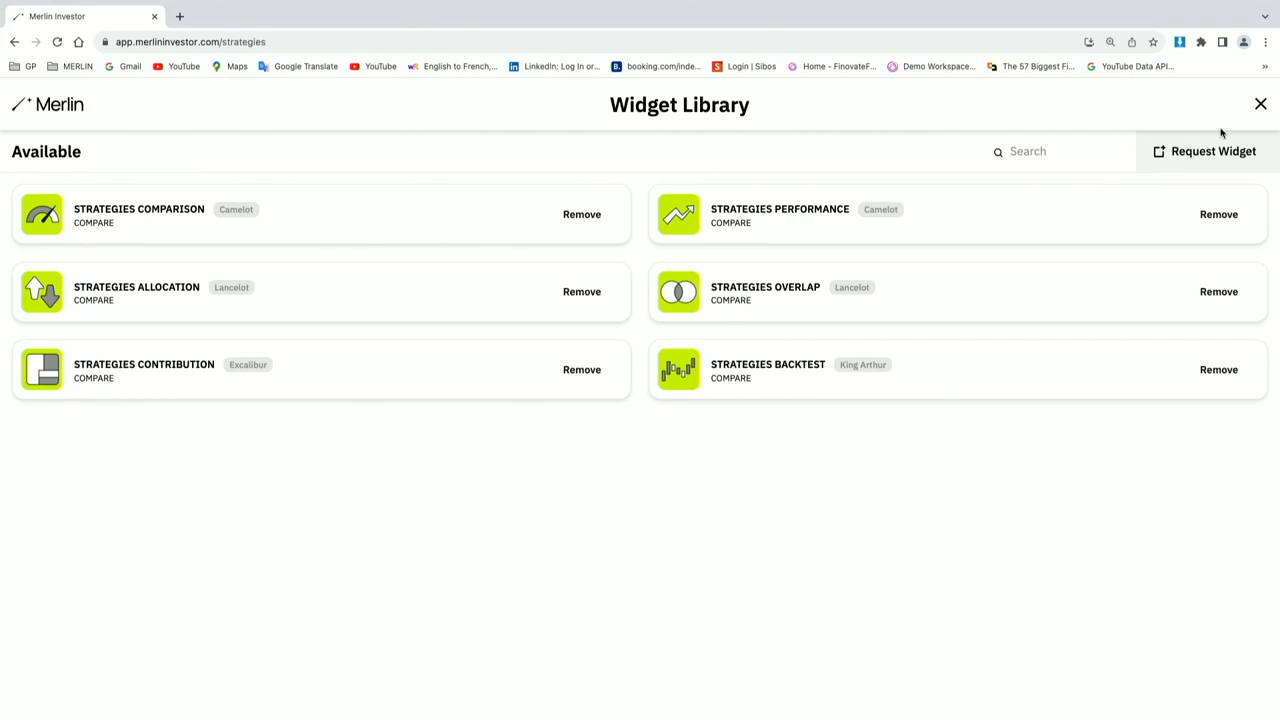 Merlin Investor
app.merlininvestor.com/strategies
GP MERLIN Gmail YouTube Maps Google Translate YouTube English to French,... LinkedIn: Log In or... booking.com/inde... Login | Sibos Home - FinovateF... Demo Workspace... The 57 Biggest Fi... YouTube Data API... »
Merlin Widget Library
Available Search Request Widget
STRATEGIES COMPARISON Camelot
COMPARE
Remove
STRATEGIES PERFORMANCE Camelot
COMPARE
Remove
STRATEGIES ALLOCATION Lancelot
COMPARE
Remove
STRATEGIES OVERLAP Lancelot
COMPARE
Remove
STRATEGIES CONTRIBUTION Excalibur
COMPARE
Remove
STRATEGIES BACKTEST King Arthur
COMPARE
Remove